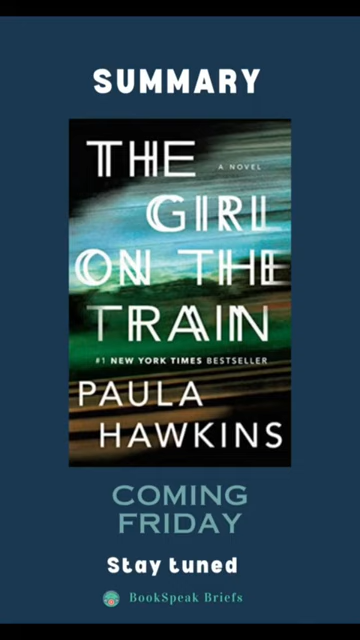 SUMMARY
THE
A NOVEL
GIRL
ON THE
TRAIN
#1 NEW YORK TIMES BESTSELLER
PAULA
HAWKINS
COMING
FRIDAY
Stay tuned
BookSpeak Briefs